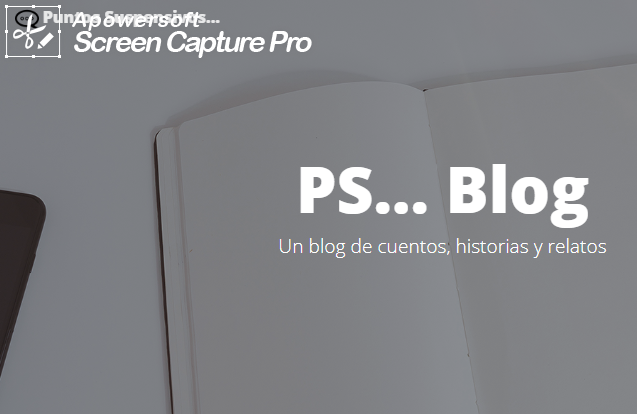 Puntos Suspensivos...
Apowersoft
Screen Capture Pro
PS... Blog
Un blog de cuentos, historias y relatos